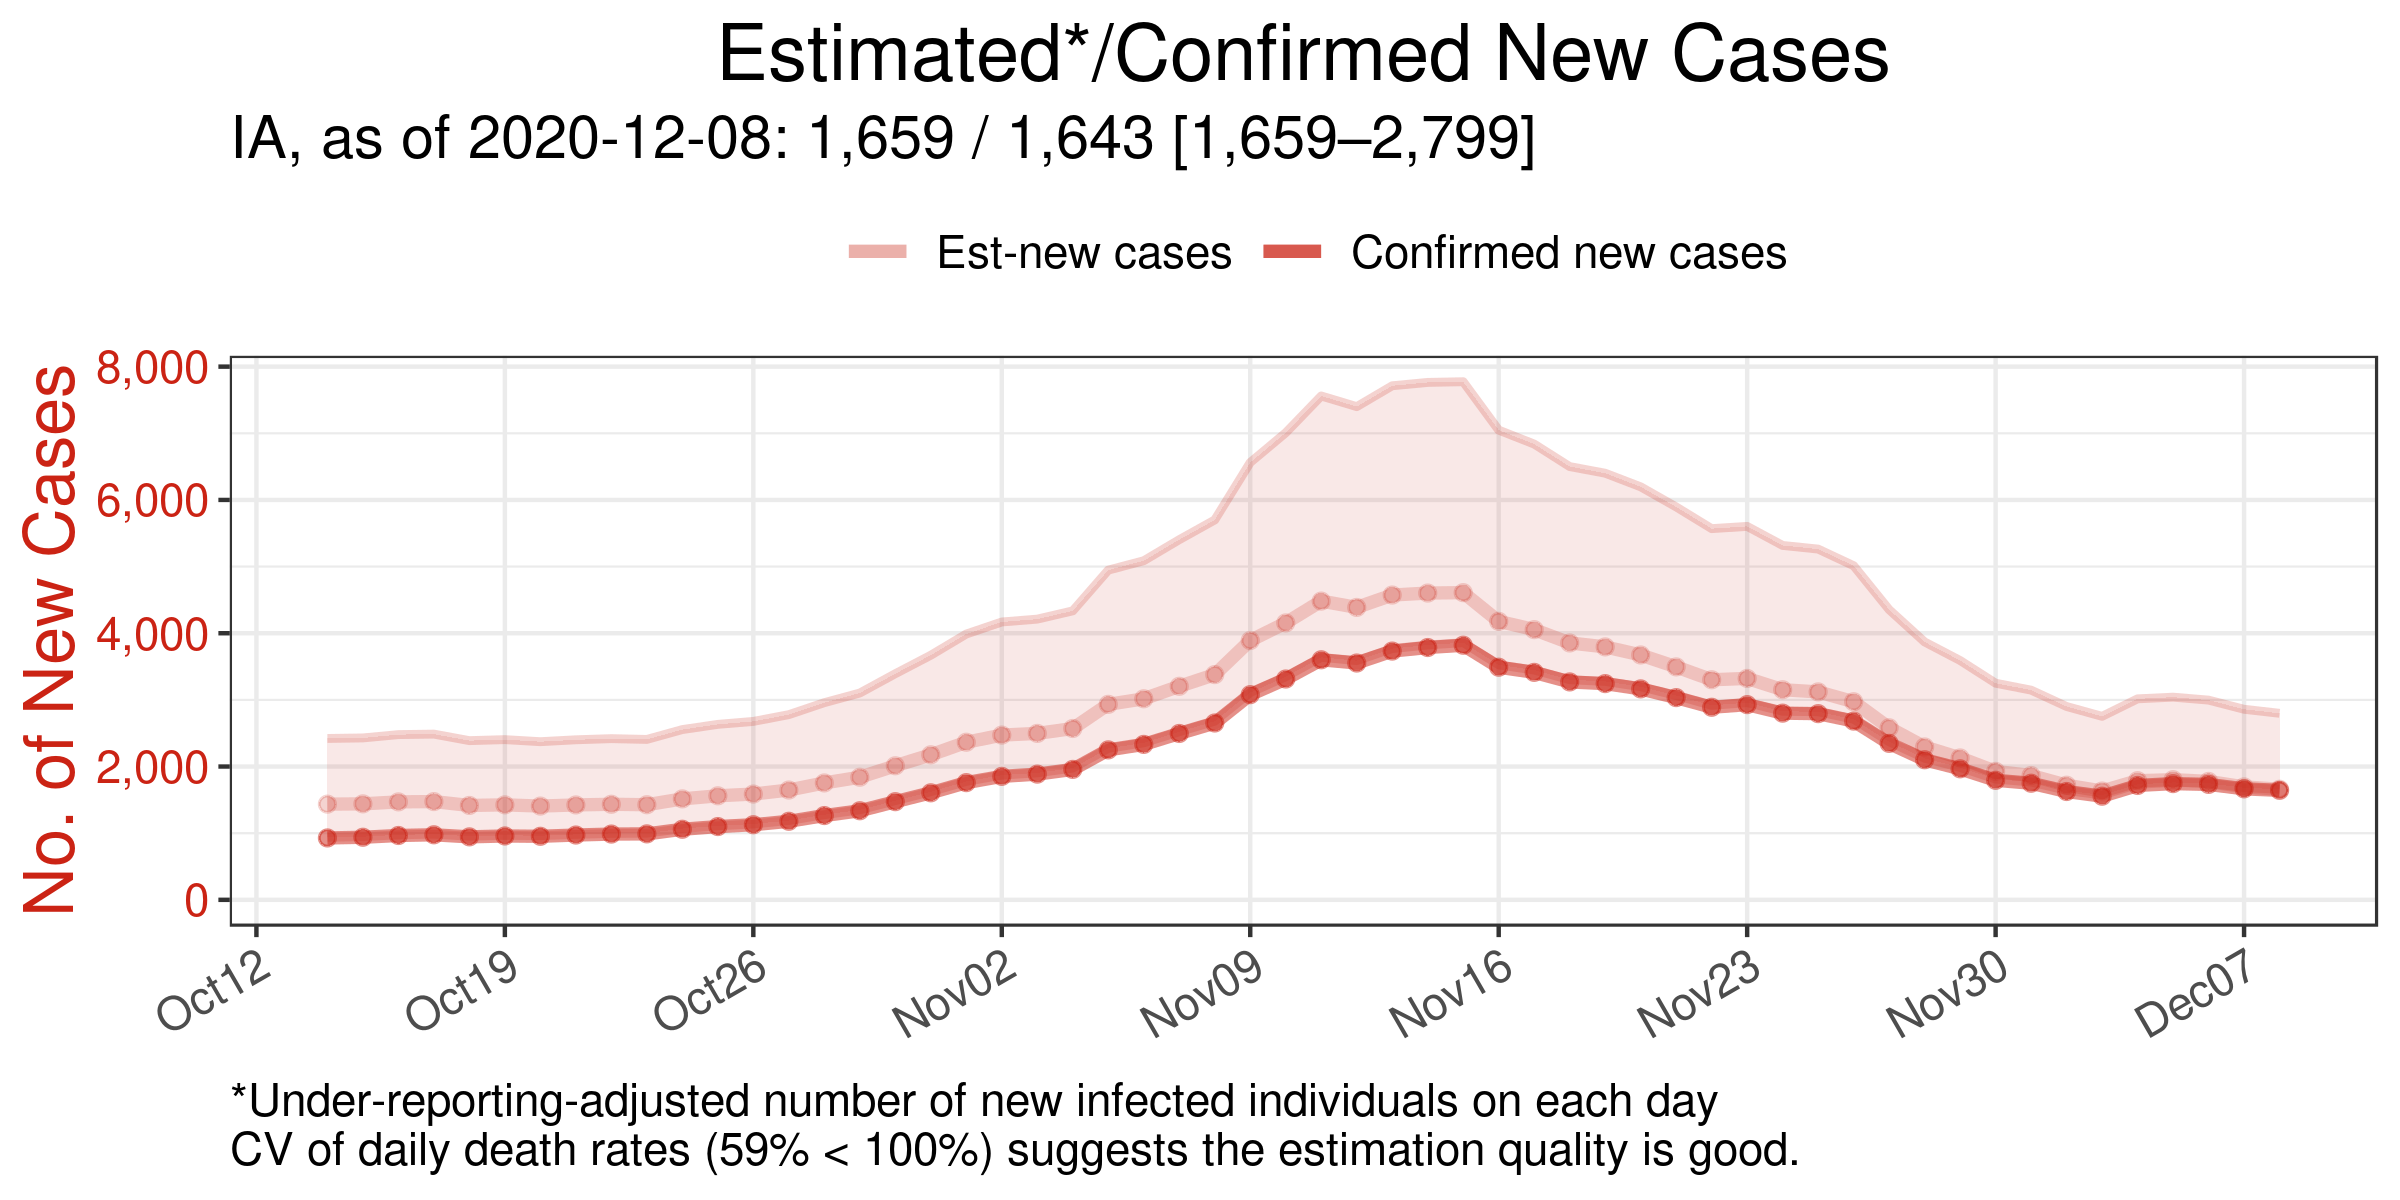 Estimated*/Confirmed New Cases
IA, as of 2020-12-08: 1,659 / 1,643 [1,659–2,799]
Est-new cases
Confirmed new cases
No. of New Cases
8,000
6,000
4,000
2,000
0
Oct12
Oct19
Oct26
Nov02
Nov09
Nov16
Nov23
Nov30
Dec07
*Under-reporting-adjusted number of new infected individuals on each day
CV of daily death rates (59% < 100%) suggests the estimation quality is good.